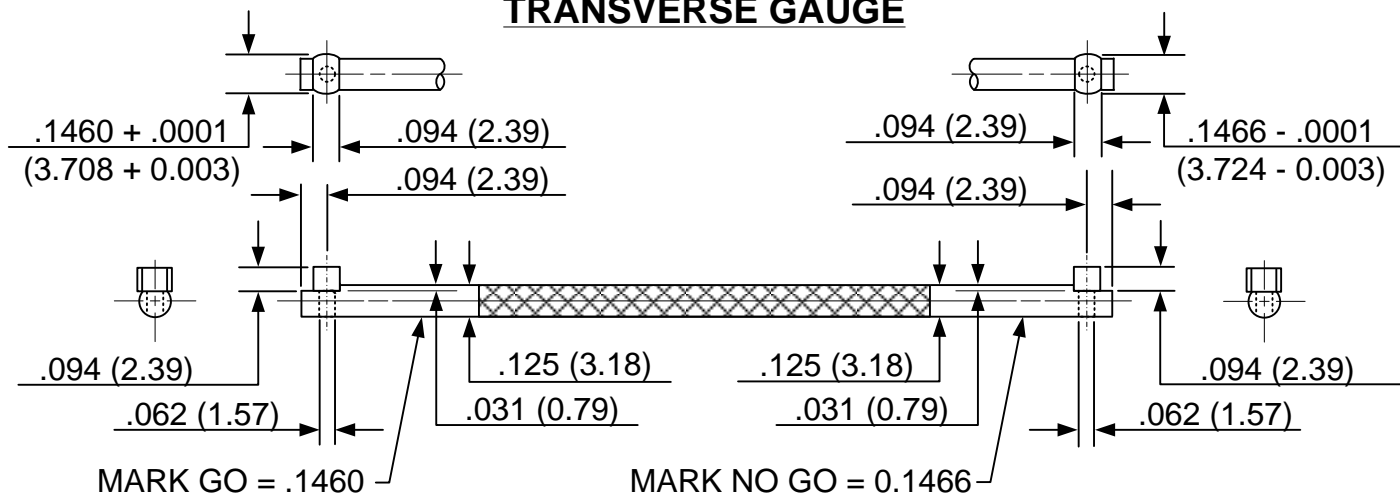 TRANSVERSE GAUGE
.1460 + .0001
(3.708 + 0.003)
.094 (2.39)
.094 (2.39)
.094 (2.39)
.094 (2.39)
.1466 - .0001
(3.724 - 0.003)
.094 (2.39)
.125 (3.18)
.125 (3.18)
.094 (2.39)
.062 (1.57)
.031 (0.79)
.031 (0.79)
.062 (1.57)
MARK GO = .1460
MARK NO GO = 0.1466